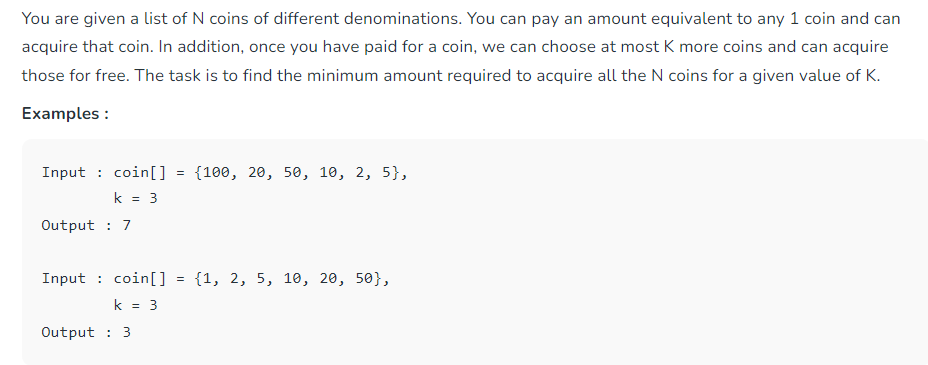 You are given a list of N coins of different denominations. You can pay an amount equivalent to any 1 coin and can
acquire that coin. In addition, once you have paid for a coin, we can choose at most K more coins and can acquire
those for free. The task is to find the minimum amount required to acquire all the N coins for a given value of K.
Examples :
Input : coin[] = {100, 20, 50, 10, 2, 5},
k = 3
Output : 7
Input : coin[] = {1, 2, 5, 10, 20, 50},
k = 3
Output : 3